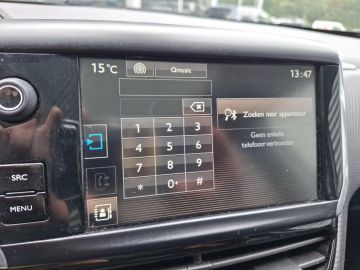 15°C Qmusic 13:47
1 2 3
4 5 6
7 8 9
* 0+ #
Zoeken naar apparatuur
Geen enkele
telefoon verbonden
SRC
MENU